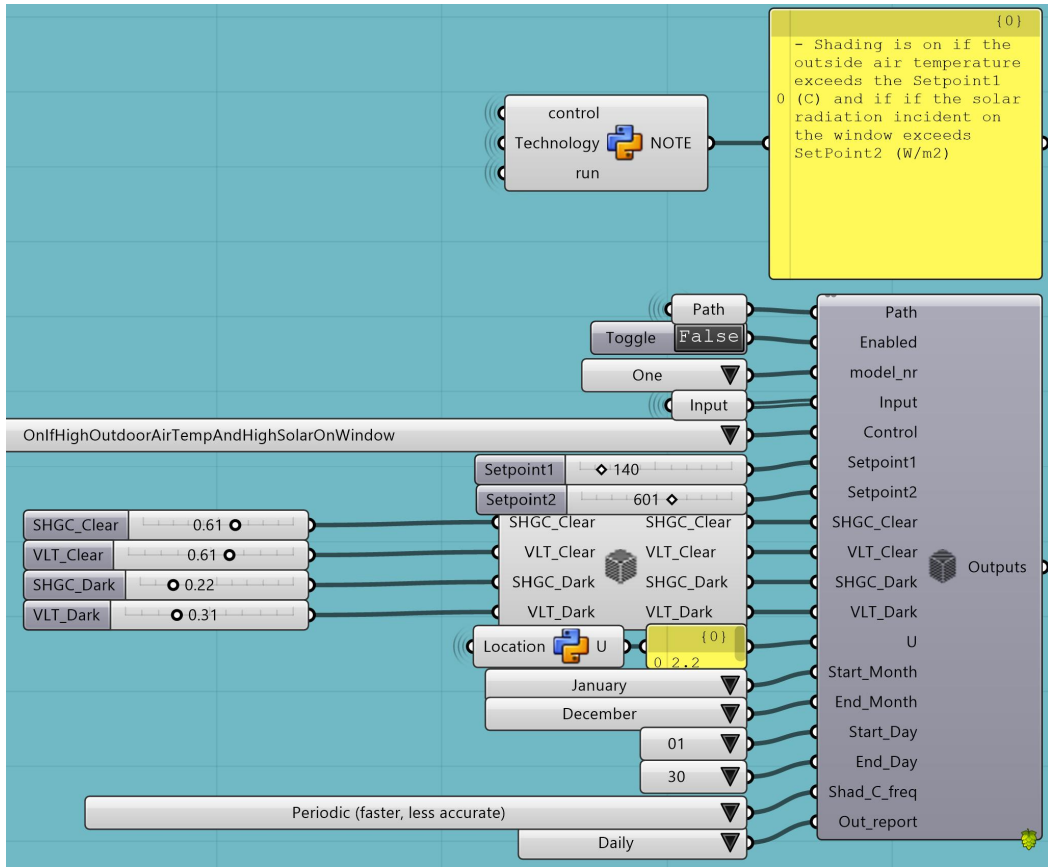 {0}
- Shading is on if the
outside air temperature
exceeds the Setpoint1
0 (C) and if if the solar
radiation incident on
the window exceeds
SetPoint2 (W/m2)
control
Technology NOTE
run
Path Path
Toggle False Enabled
One model_nr
Input Input
OnIfHighOutdoorAirTempAndHighSolarOnWindow Control
Setpoint1 140 Setpoint1
Setpoint2 601 Setpoint2
SHGC_Clear 0.61 SHGC_Clear SHGC_Clear SHGC_Clear
VLT_Clear 0.61 VLT_Clear VLT_Clear VLT_Clear
Outputs
SHGC_Dark 0.22 SHGC_Dark SHGC_Dark SHGC_Dark
VLT_Dark 0.31 VLT_Dark VLT_Dark VLT_Dark
Location U {0} U
0 2.2
January Start_Month
December End_Month
01 Start_Day
30 End_Day
Periodic (faster, less accurate) Shad_C_freq
Daily Out_report